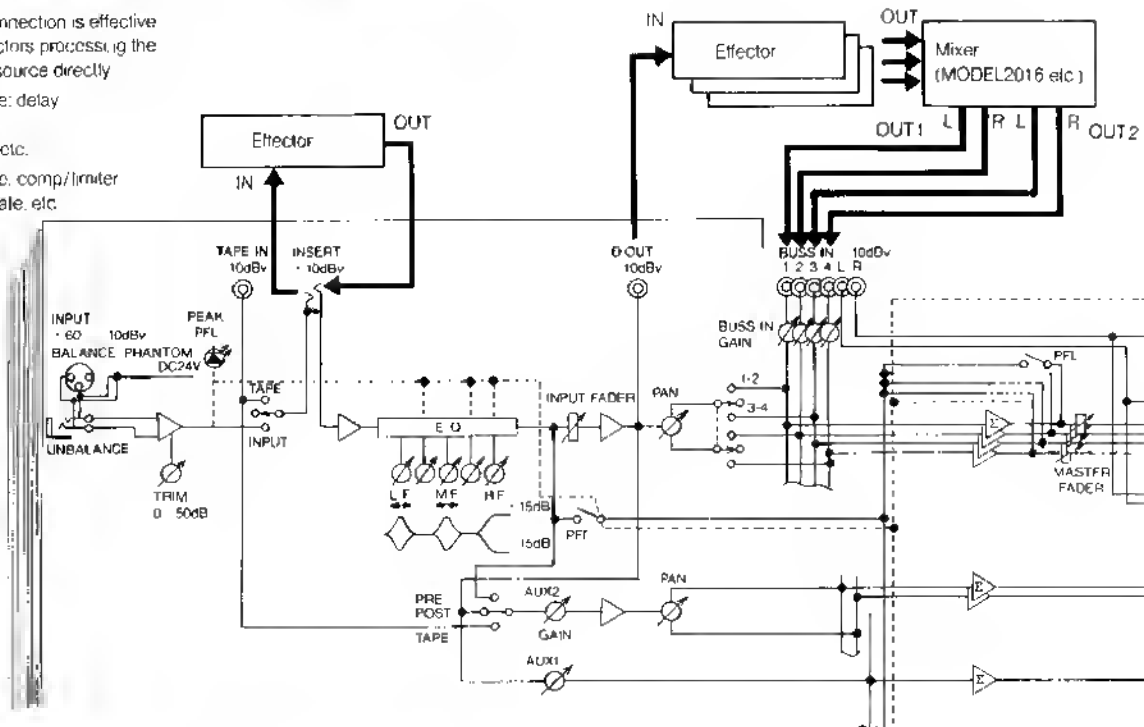 nnection is effective
ctors processing the
source directly
e: delay
etc.
e. comp/limiter
ale, etc
Effector
OUT
IN
IN
Effector
OUT
Mixer
(MODEL2016 etc.)
OUT1 L R L R OUT2
TAPE IN
10dBv
INSERT
10dBv
OUT
10dBv
BUSS IN 10dBv
1 2 3 4 L R
INPUT
-60 10dBv
BALANCE PHANTOM
DC24V
PEAK
PFL
UNBALANCE
TRIM
0 50dB
TAPE
INPUT
EQ
LF MF HF
15dB
15dB
INPUT FADER
PAN
1-2
3-4
BUSS IN
GAIN
PFL
Σ
MASTER
FADER
PFL
PRE
POST
TAPE
AUX2
GAIN
PAN
Σ
AUX1
Σ